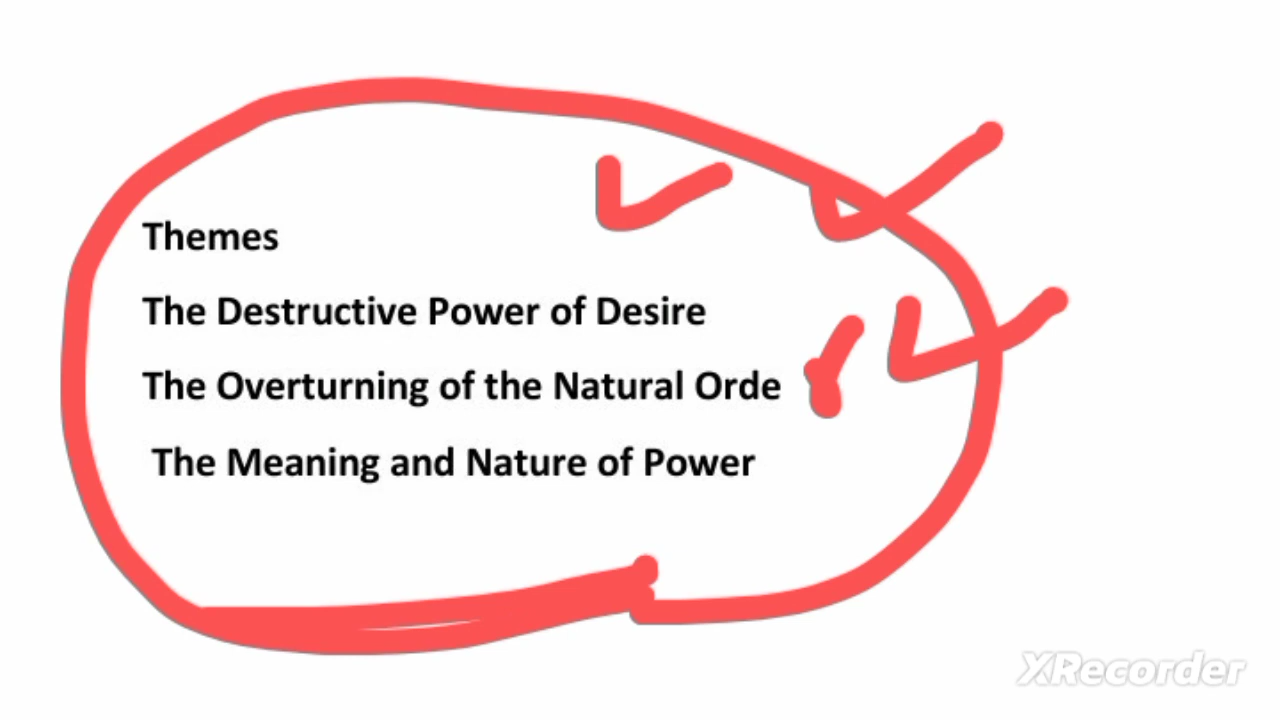 Themes
The Destructive Power of Desire
The Overturning of the Natural Orde
The Meaning and Nature of Power
XRecorder